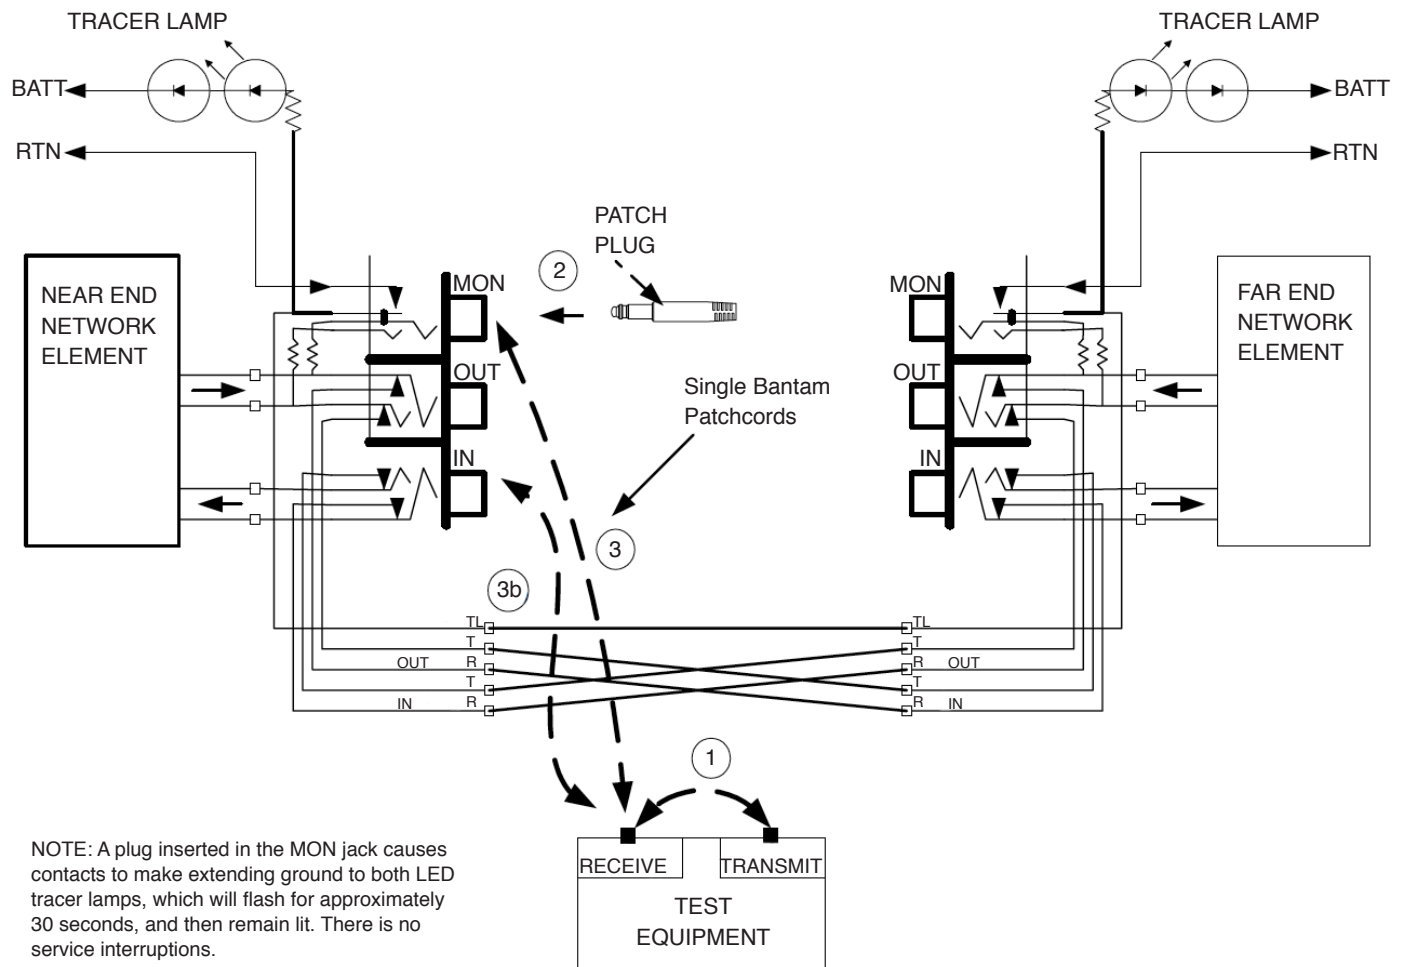 TRACER LAMP
TRACER LAMP
BATT
BATT
RTN
RTN
PATCH
PLUG
2
MON
MON
NEAR END
NETWORK
ELEMENT
FAR END
NETWORK
ELEMENT
OUT
OUT
Single Bantam
Patchcords
IN
IN
3
3b
TL
TL
T
T
OUT
R
R
OUT
T
T
IN
R
R
IN
1
RECEIVE
TRANSMIT
TEST
EQUIPMENT
NOTE: A plug inserted in the MON jack causes
contacts to make extending ground to both LED
tracer lamps, which will flash for approximately
30 seconds, and then remain lit. There is no
service interruptions.